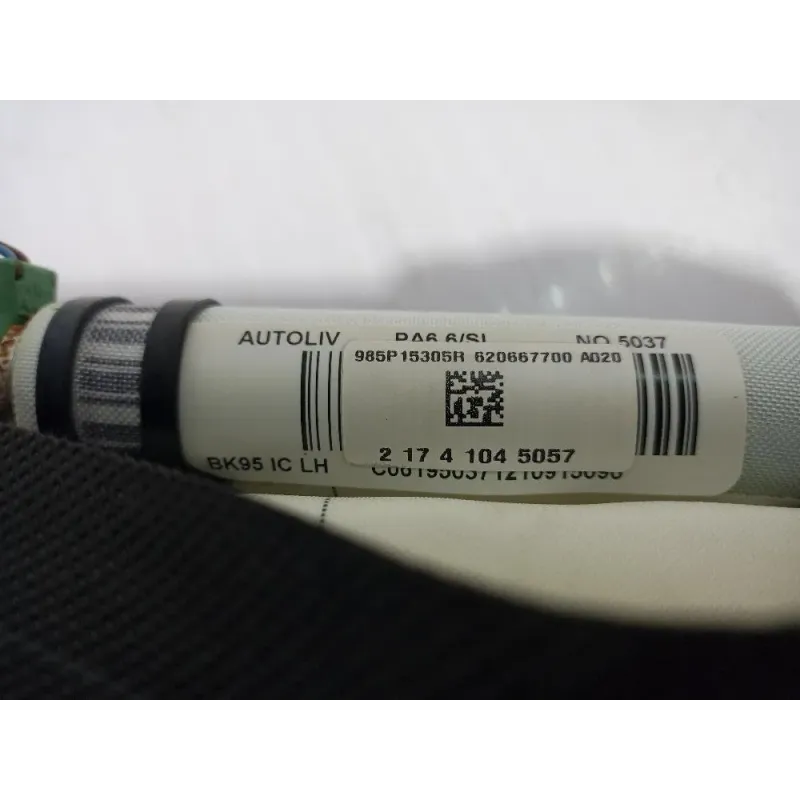 AUTOLIV PA6.6/SI NO 5037
985P15305R 620667700 A020
2 17 4 104 5057
BK95 IC LH